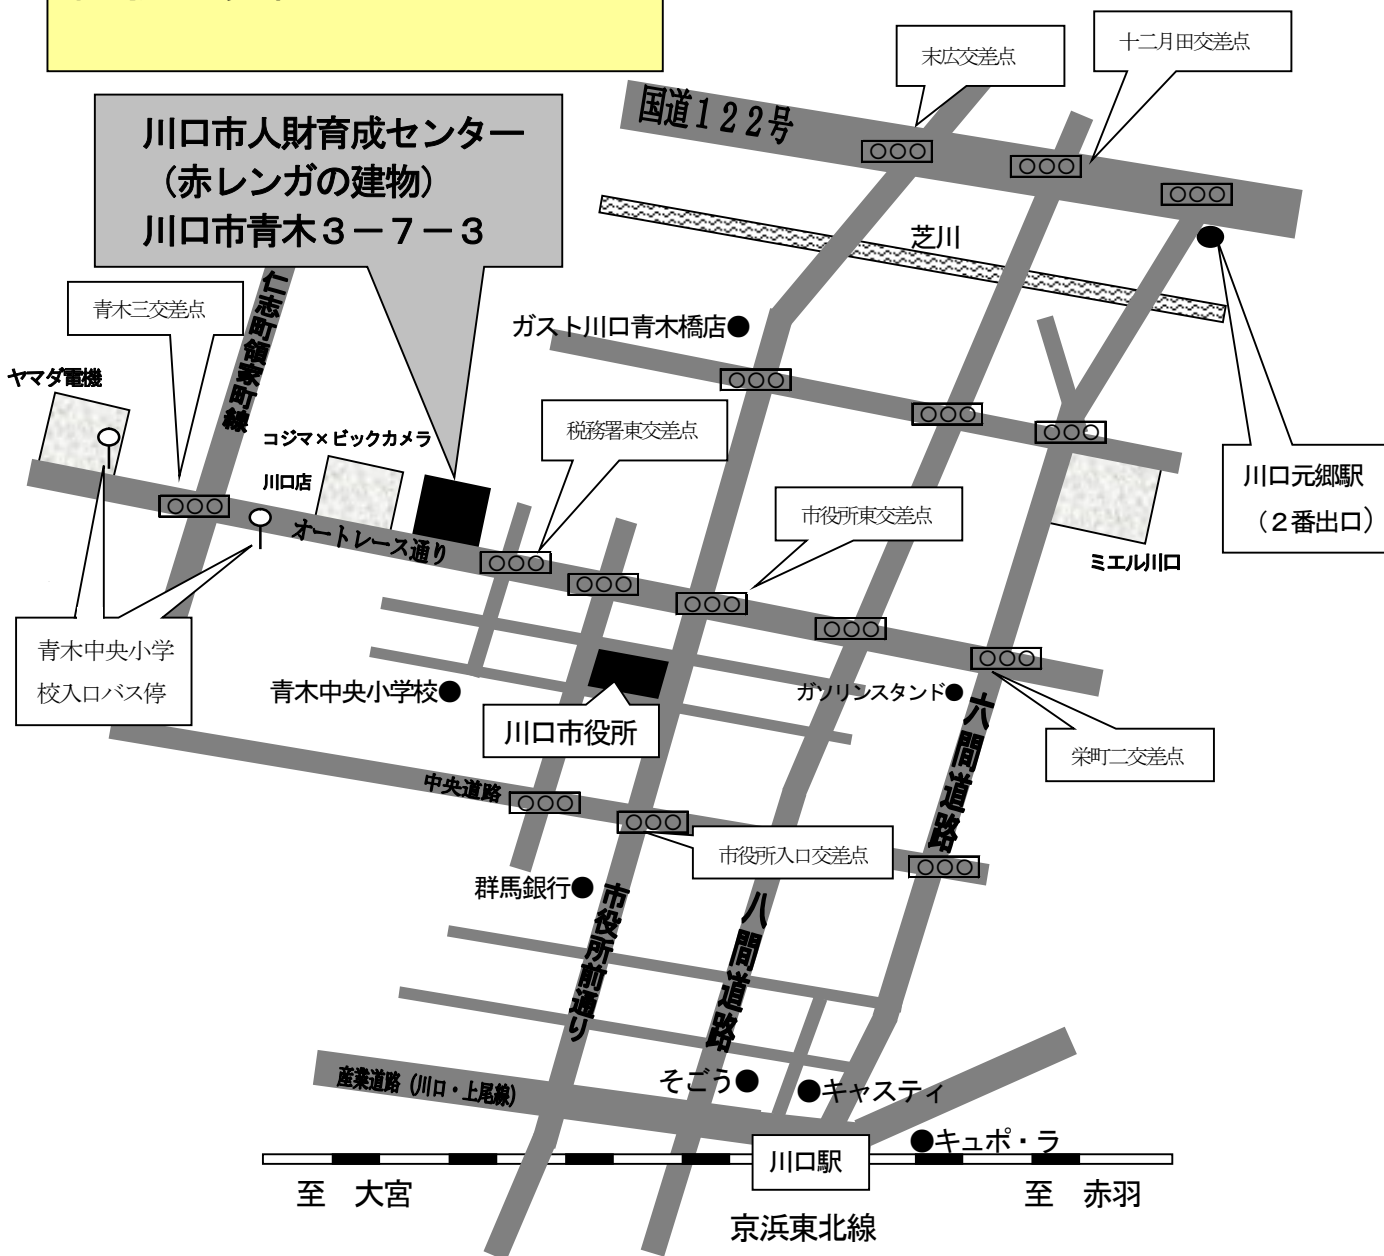 末広交差点
十二月田交差点
国道122号
川口市人財育成センター
(赤レンガの建物)
川口市青木3-7-3
芝川
仁志町領家町線
青木三交差点
ガスト川口青木橋店
ヤマダ電機
税務署東交差点
コジマ×ビックカメラ
川口店
川口元郷駅
(2番出口)
市役所東交差点
オートレース通り
ミエル川口
青木中央小学
校入口バス停
青木中央小学校
ガソリンスタンド
六間道路
川口市役所
栄町二交差点
中央道路
市役所入口交差点
群馬銀行
市役所前通り
八間道路
産業道路(川口・上尾線)
そごう
キャスティ
キュポ・ラ
川口駅
至 大宮
至 赤羽
京浜東北線